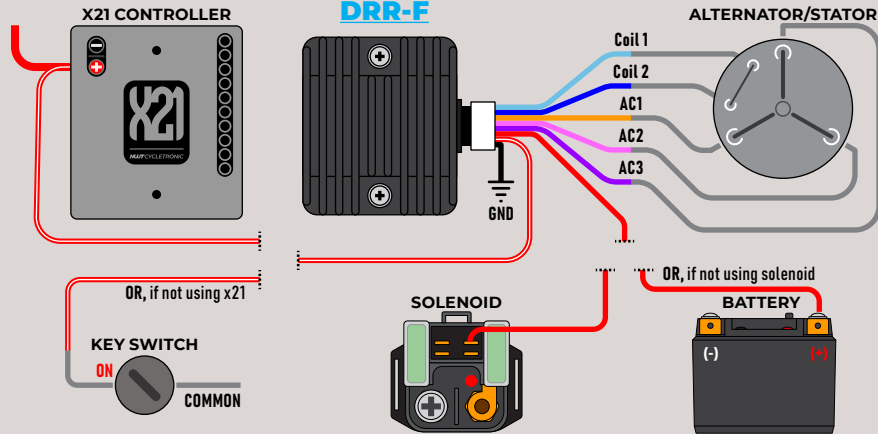 X21 CONTROLLER
DRR-F
ALTERNATOR/STATOR
X21
NWTCYCLETRONIC
Coil 1
Coil 2
AC1
AC2
AC3
GND
OR, if not using x21
OR, if not using solenoid
SOLENOID
BATTERY
(-)
(+)
KEY SWITCH
ON
COMMON